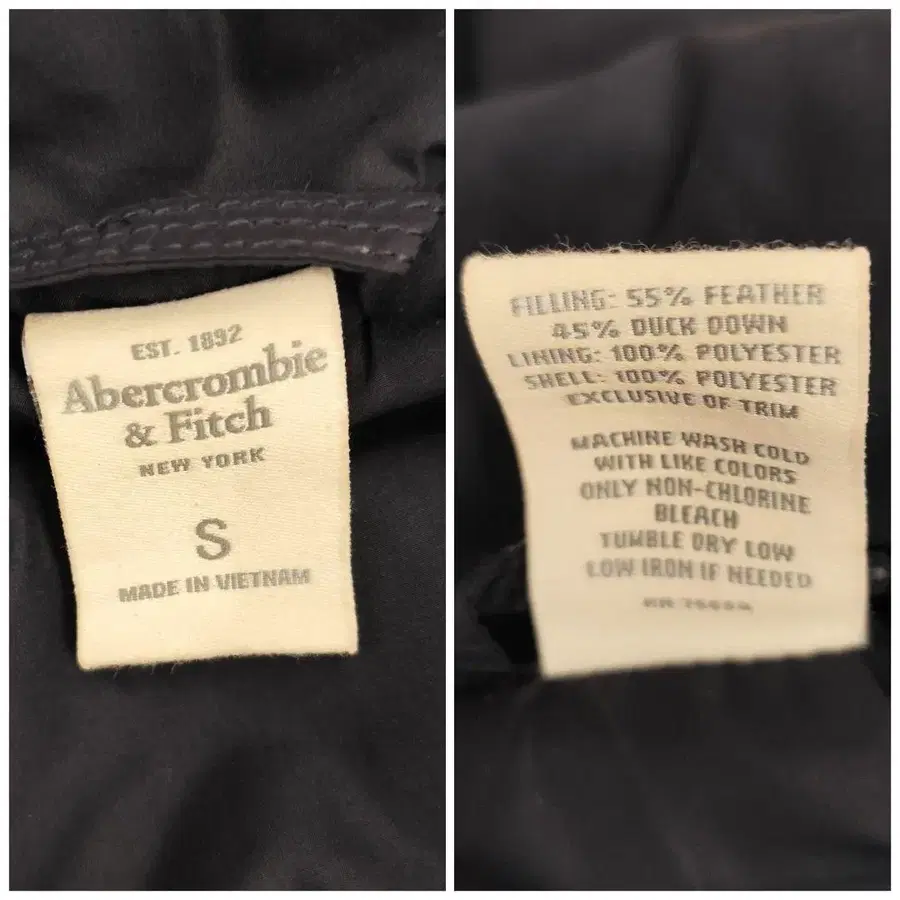 EST. 1892
Abercrombie
& Fitch
NEW YORK
S
MADE IN VIETNAM
FILLING: 55% FEATHER
45% DUCK DOWN
LINING: 100% POLYESTER
SHELL: 100% POLYESTER
EXCLUSIVE OF TRIM
MACHINE WASH COLD
WITH LIKE COLORS
ONLY NON-CHLORINE
BLEACH
TUMBLE DRY LOW
LOW IRON IF NEEDED